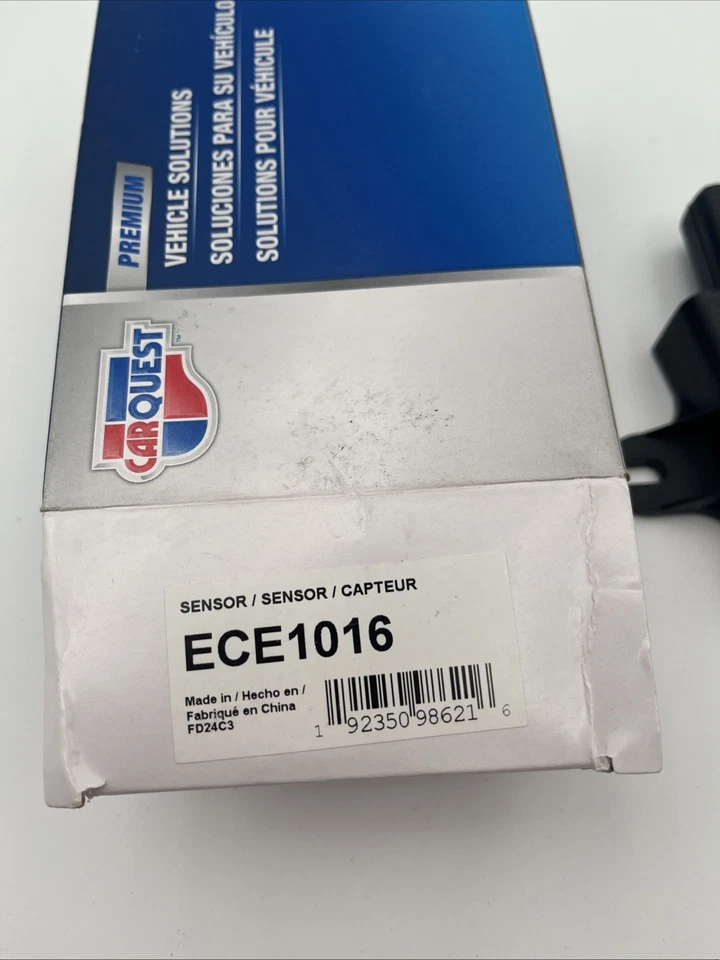 PREMIUM
VEHICLE SOLUTIONS
SOLUCIONES PARA SU VEHÍCULO
SOLUTIONS POUR VÉHICULE
CARQUEST™
SENSOR / SENSOR / CAPTEUR
ECE1016
Made in / Hecho en /
Fabriqué en China
FD24C3
1 92350 98621 6